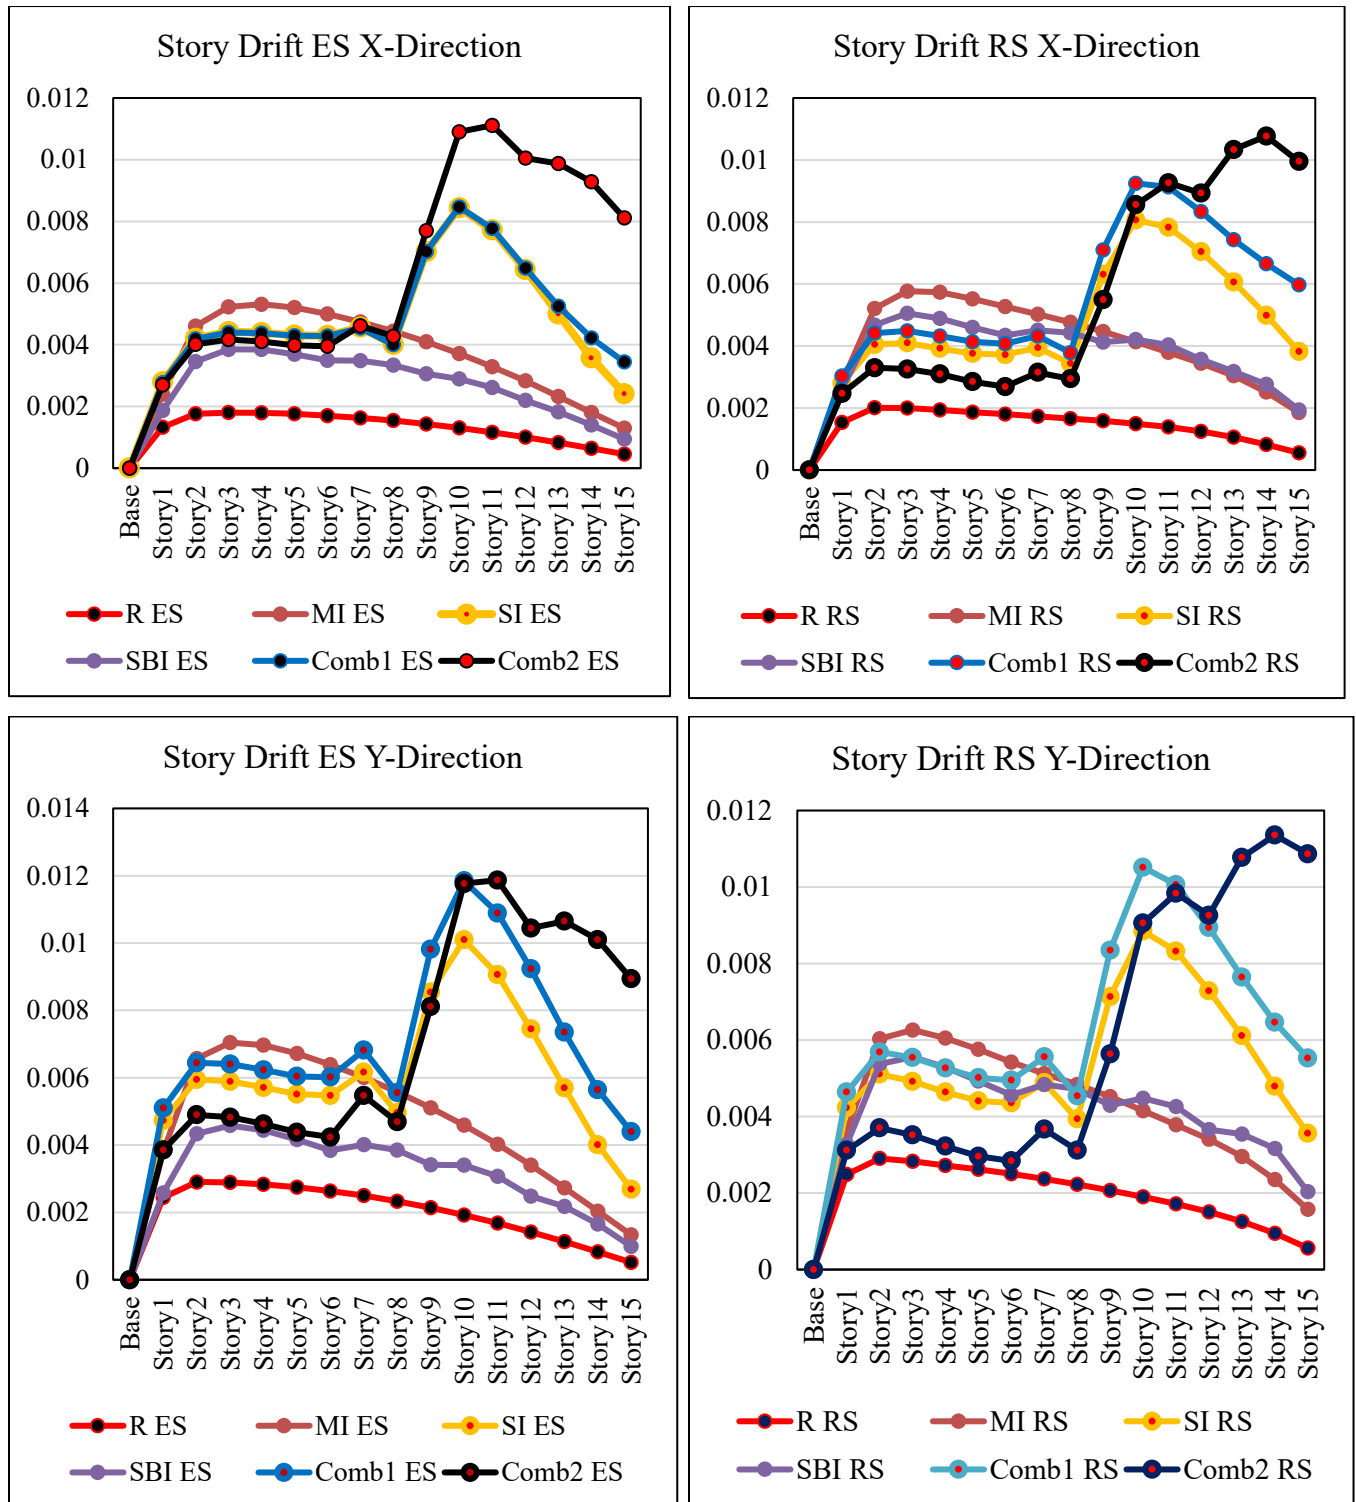 Story Drift ES X-Direction
0.012
0.01
0.008
0.006
0.004
0.002
0
Base
Story1
Story2
Story3
Story4
Story5
Story6
Story7
Story8
Story9
Story10
Story11
Story12
Story13
Story14
Story15
R ES MI ES SI ES
SBI ES Comb1 ES Comb2 ES
Story Drift RS X-Direction
0.012
0.01
0.008
0.006
0.004
0.002
0
Base
Story1
Story2
Story3
Story4
Story5
Story6
Story7
Story8
Story9
Story10
Story11
Story12
Story13
Story14
Story15
R RS MI RS SI RS
SBI RS Comb1 RS Comb2 RS
Story Drift ES Y-Direction
0.014
0.012
0.01
0.008
0.006
0.004
0.002
0
Base
Story1
Story2
Story3
Story4
Story5
Story6
Story7
Story8
Story9
Story10
Story11
Story12
Story13
Story14
Story15
R ES MI ES SI ES
SBI ES Comb1 ES Comb2 ES
Story Drift RS Y-Direction
0.012
0.01
0.008
0.006
0.004
0.002
0
Base
Story1
Story2
Story3
Story4
Story5
Story6
Story7
Story8
Story9
Story10
Story11
Story12
Story13
Story14
Story15
R RS MI RS SI RS
SBI RS Comb1 RS Comb2 RS